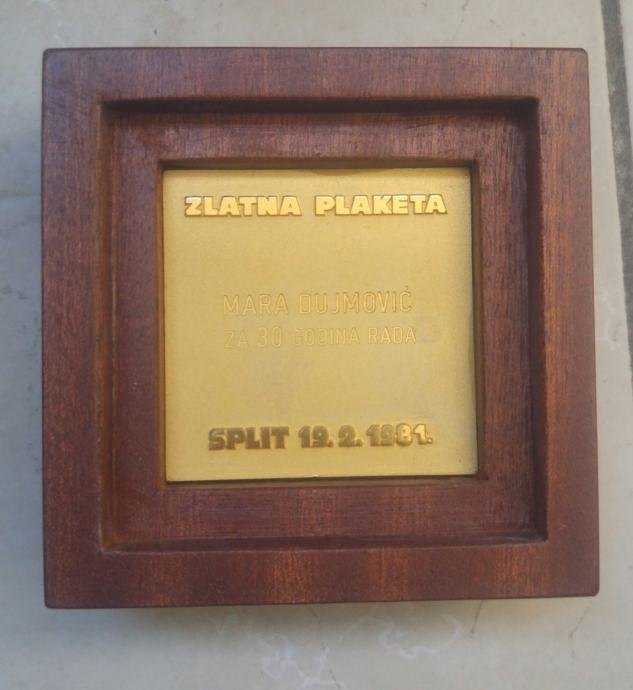 ZLATNA PLAKETA
MARA DUJMOVIĆ
ZA 30 GODINA RADA
SPLIT 19. 2. 1981.